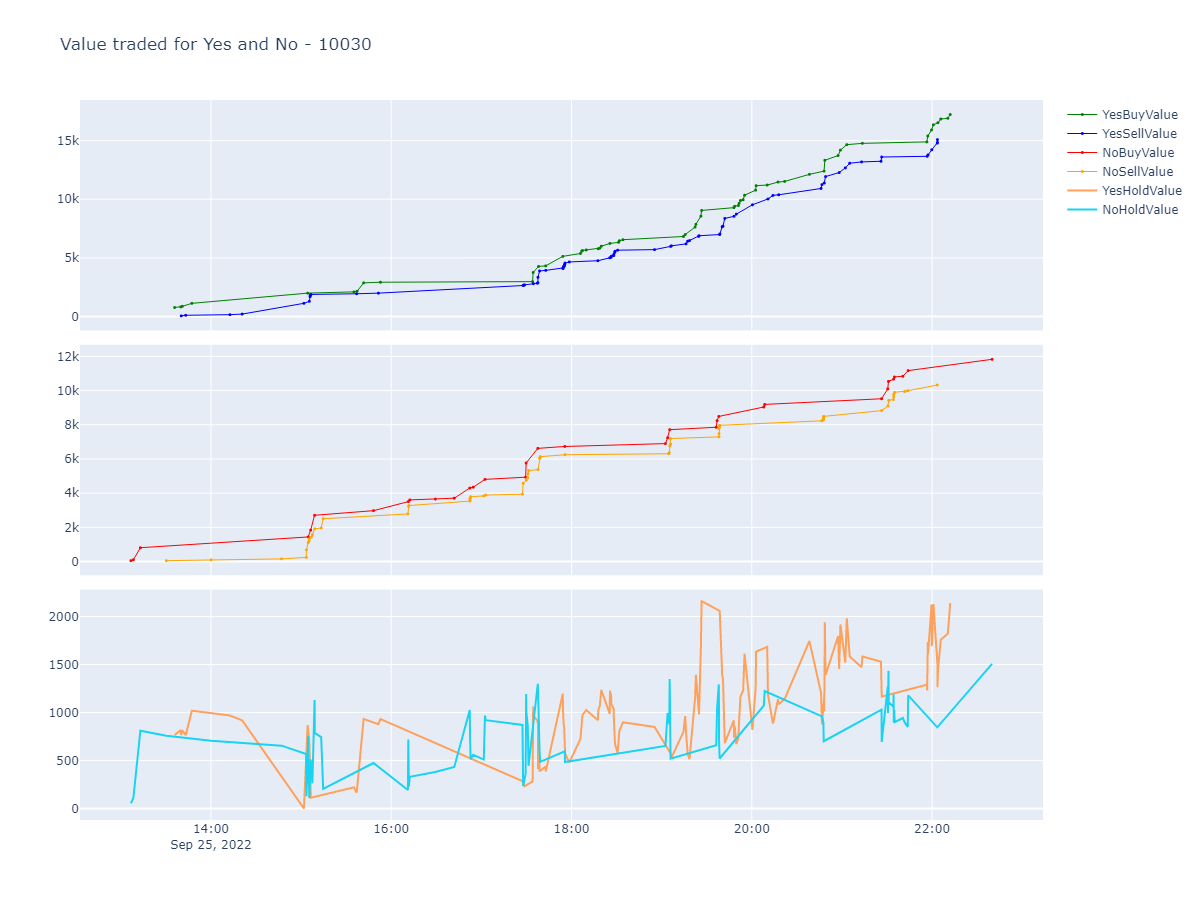 Value traded for Yes and No - 10030
YesBuyValue
YesSellValue
NoBuyValue
NoSellValue
YesHoldValue
NoHoldValue
15k
10k
5k
0
12k
10k
8k
6k
4k
2k
0
2000
1500
1000
500
0
14:00 16:00 18:00 20:00 22:00
Sep 25, 2022